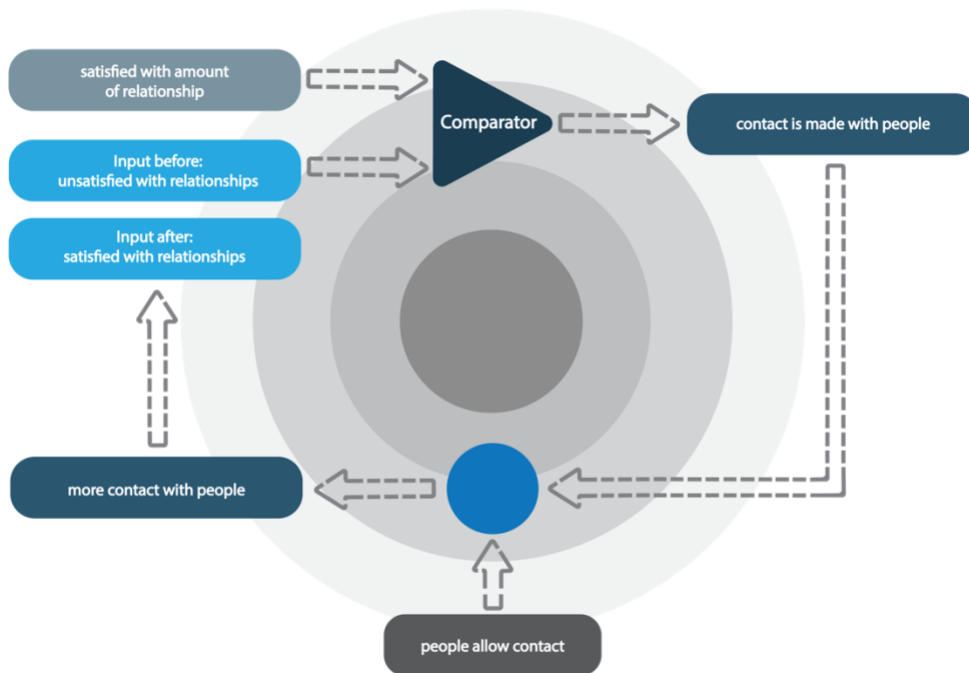 satisfied with amount
of relationship
Comparator
contact is made with people
Input before:
unsatisfied with relationships
Input after:
satisfied with relationships
more contact with people
people allow contact